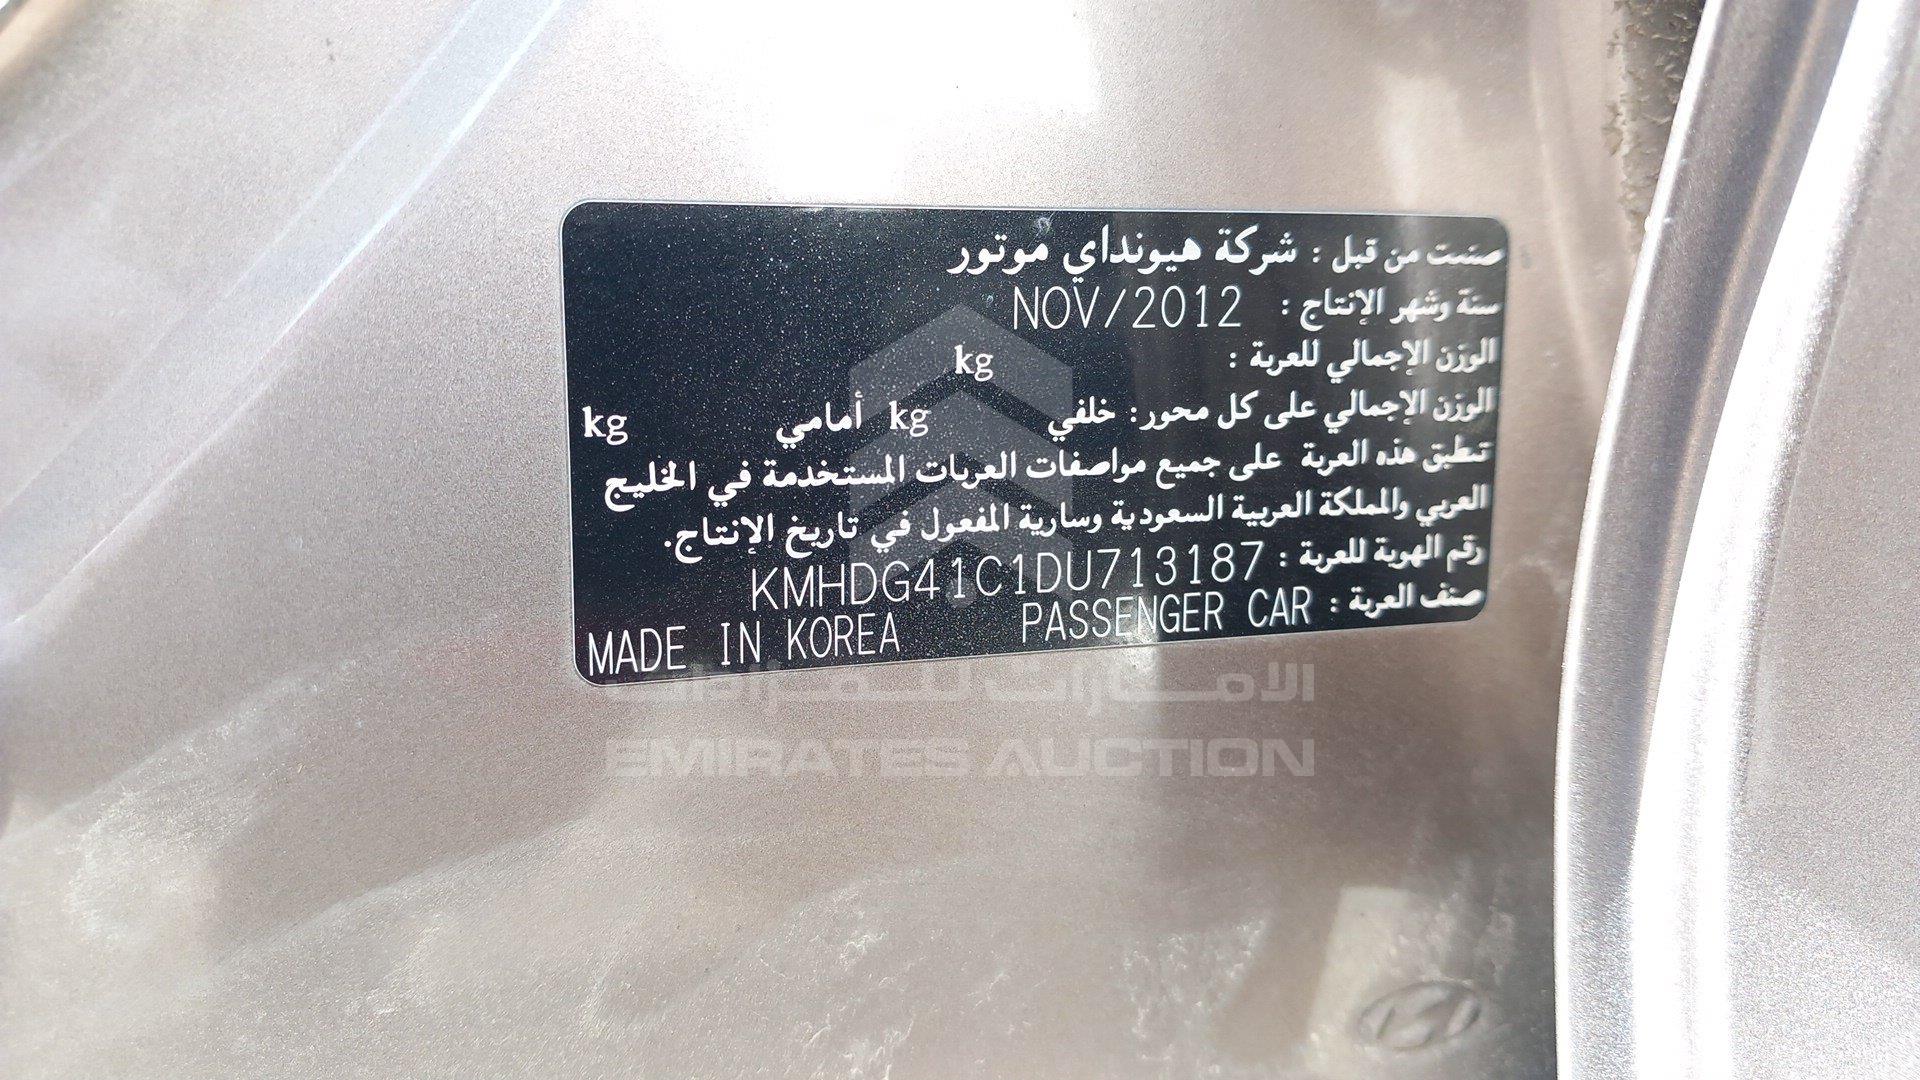 صنعت من قبل : شركة هيونداي موتور
سنة وشهر الإنتاج : NOV/2012
الوزن الإجمالي للعربة : kg
الوزن الإجمالي على كل محور: خلفي kg أمامي kg
تنطبق هذه العربة على جميع مواصفات العربات المستخدمة في الخليج
العربي والمملكة العربية السعودية وسارية المفعول في تاريخ الإنتاج.
رقم الهوية للعربة : KMHDG41C1DU713187
صنف العربة : PASSENGER CAR MADE IN KOREA
الامارات للمزادات
EMIRATES AUCTION